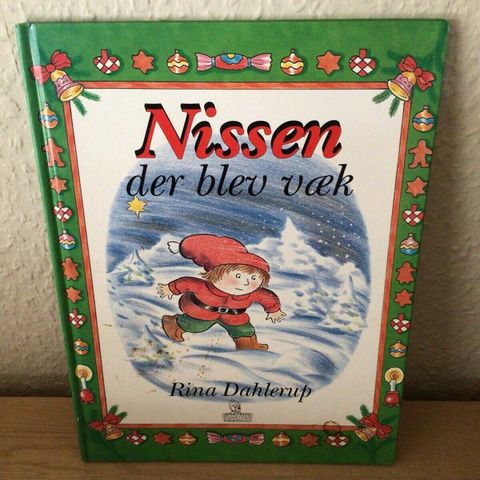 Nissen
der blev væk
Rina Dahlerup